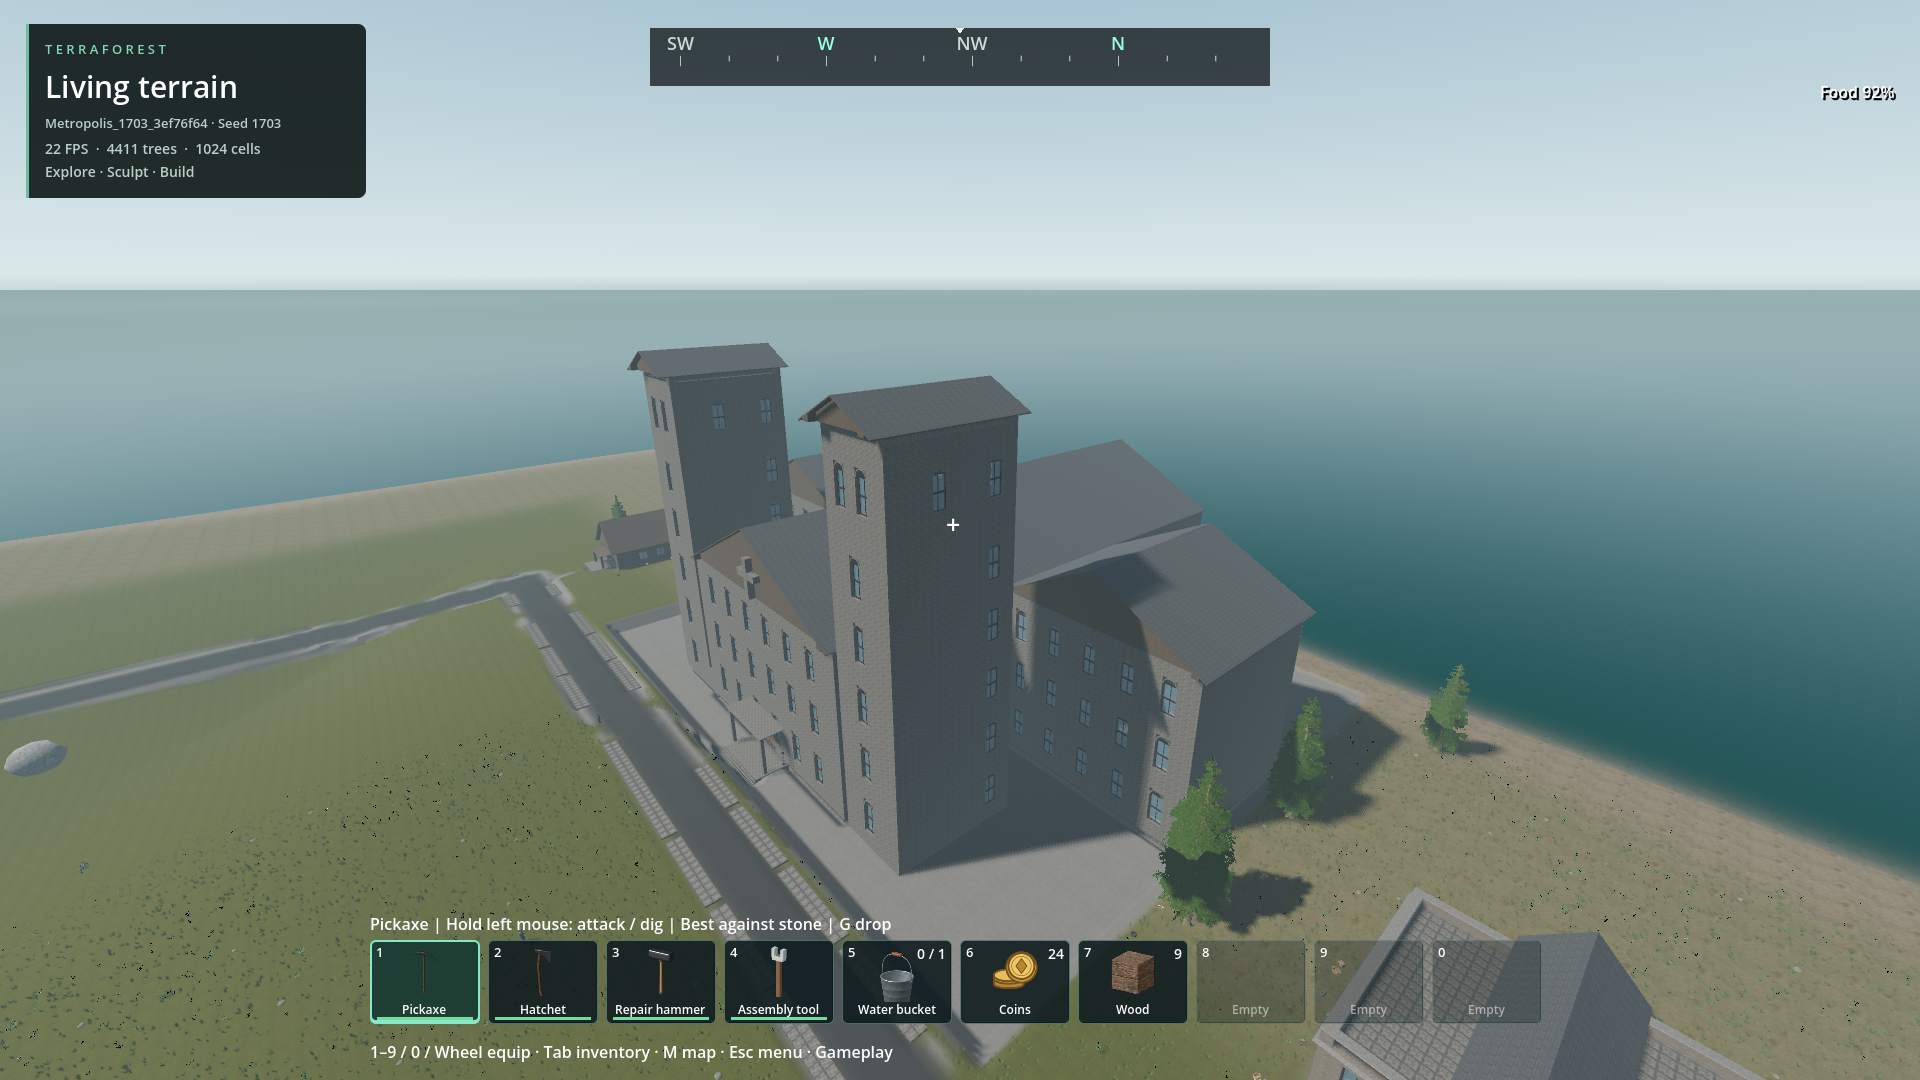 TERRAFOREST
Living terrain
Metropolis_1703_3ef76f64 · Seed 1703
22 FPS · 4411 trees · 1024 cells
Explore · Sculpt · Build
SW W NW N
Food 92%
Pickaxe | Hold left mouse: attack / dig | Best against stone | G drop
1 2 3 4 5 0 / 1 6 24 7 9 8 9 0
Pickaxe Hatchet Repair hammer Assembly tool Water bucket Coins Wood Empty Empty Empty
1–9 / 0 / Wheel equip · Tab inventory · M map · Esc menu · Gameplay